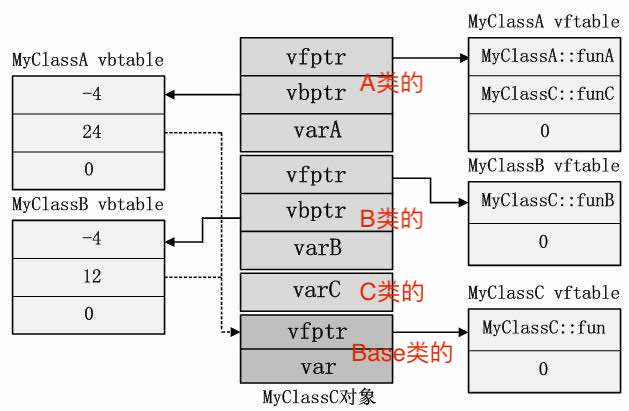 MyClassA vbtable
-4
24
0
MyClassB vbtable
-4
12
0
vfptr
vbptr
A类的
varA
vfptr
vbptr
B类的
varB
varC
C类的
vfptr
Base类的
var
MyClassC对象
MyClassA vftable
MyClassA::funA
MyClassC::funC
0
MyClassB vftable
MyClassC::funB
0
MyClassC vftable
MyClassC::fun
0